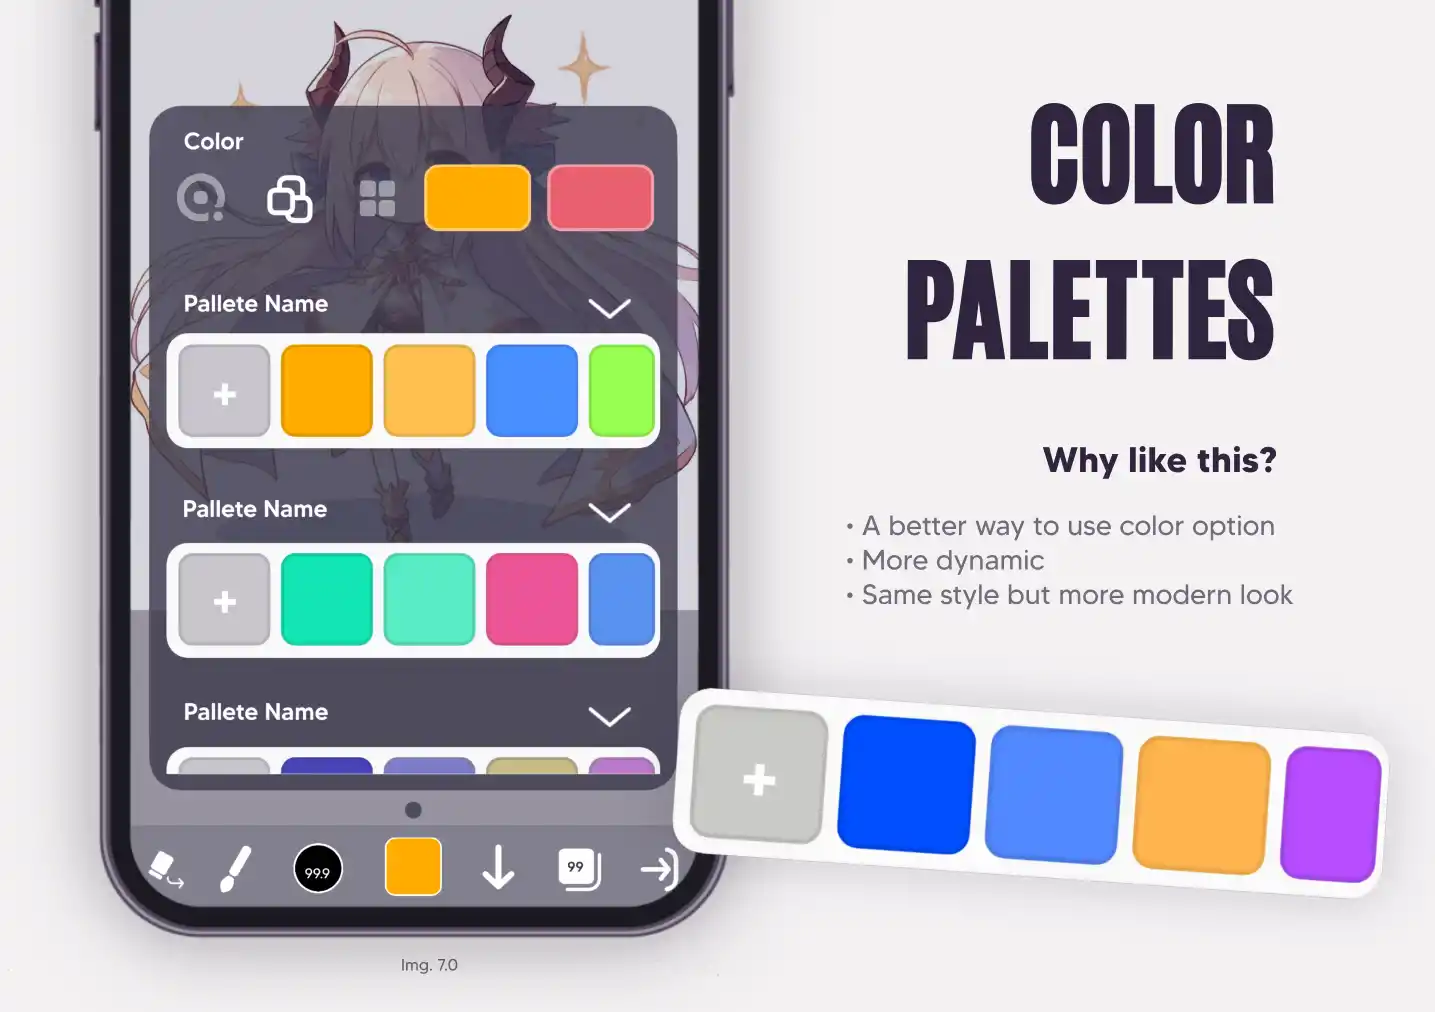 COLOR
PALETTES
Why like this?
• A better way to use color option
• More dynamic
• Same style but more modern look
Color
Pallete Name
+
Pallete Name
+
Pallete Name
+
99.9
99
Img. 7.0